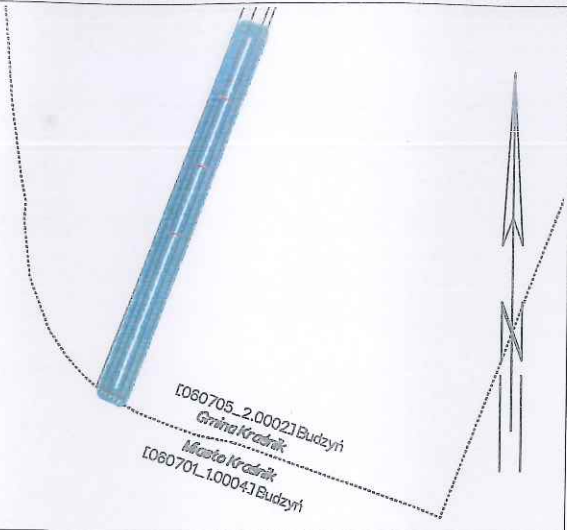 [060705_2.0002] Budzyń
Gmina Kraśnik
Miasto Kraśnik
[060701_1.0004] Budzyń
N